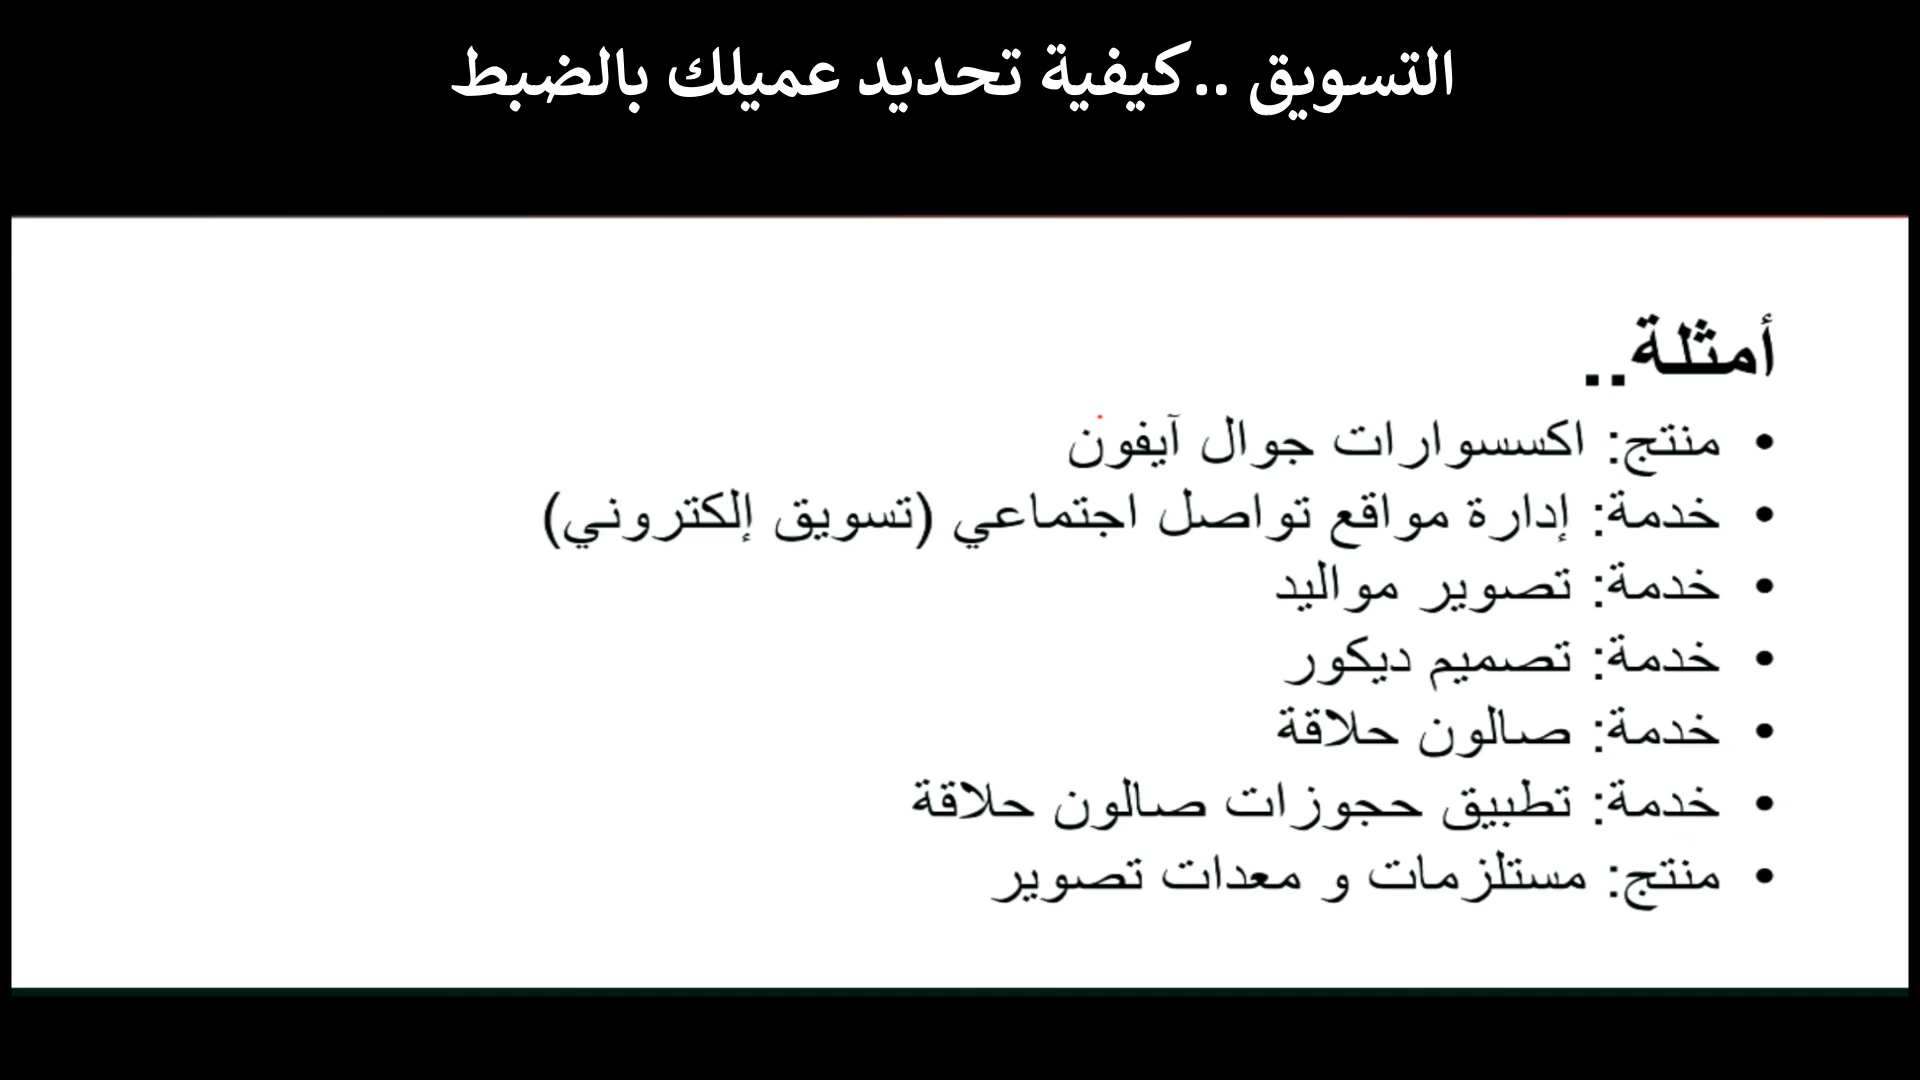 التسويق ..كيفية تحديد عميلك بالضبط
أمثلة..
• منتج: اكسسوارات جوال آيفون
• خدمة: إدارة مواقع تواصل اجتماعي (تسويق إلكتروني)
• خدمة: تصوير مواليد
• خدمة: تصميم ديكور
• خدمة: صالون حلاقة
• خدمة: تطبيق حجوزات صالون حلاقة
• منتج: مستلزمات و معدات تصوير